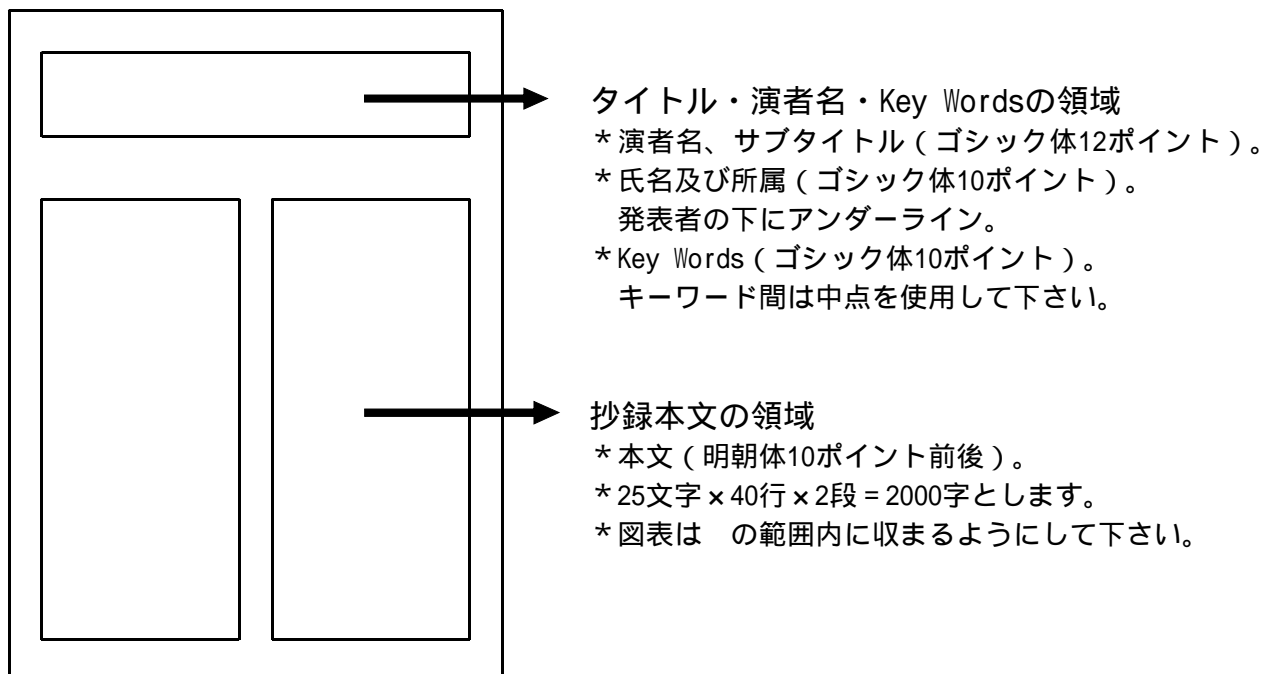 タイトル・演者名・Key Wordsの領域
＊演者名、サブタイトル（ゴシック体12ポイント）。
＊氏名及び所属（ゴシック体10ポイント）。
発表者の下にアンダーライン。
＊Key Words（ゴシック体10ポイント）。
キーワード間は中点を使用して下さい。
抄録本文の領域
＊本文（明朝体10ポイント前後）。
＊25文字×40行×2段＝2000字とします。
＊図表は　の範囲内に収まるようにして下さい。